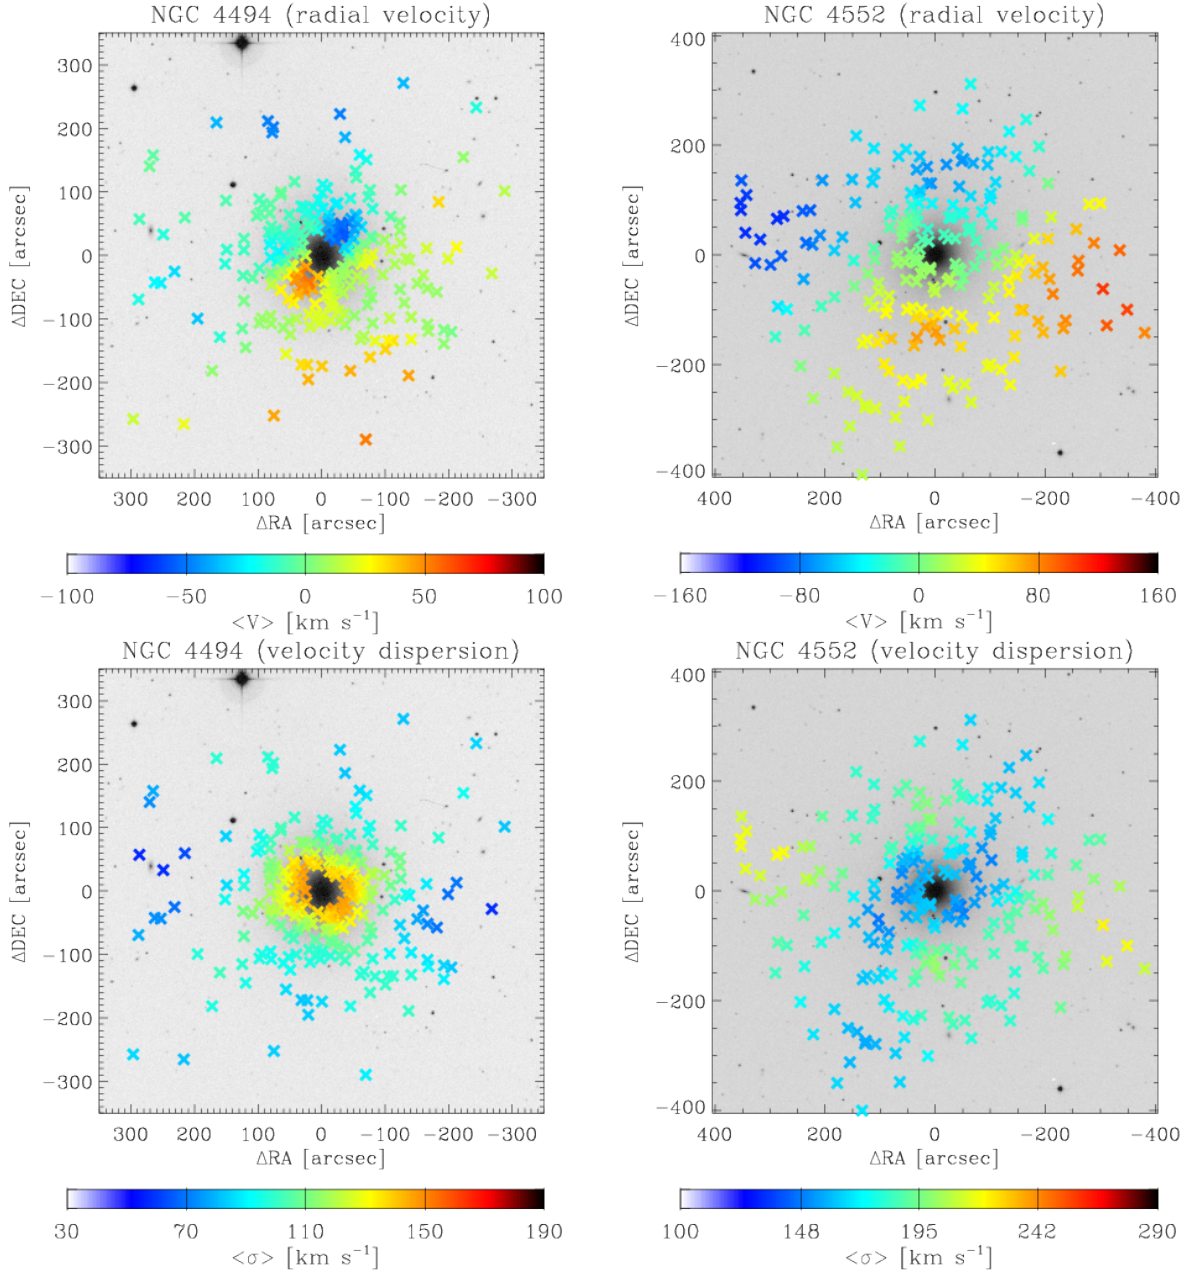 NGC 4494 (radial velocity)
300
200
100
0
−100
−200
−300
ΔDEC [arcsec]
300 200 100 0 −100 −200 −300
ΔRA [arcsec]
−100 −50 0 50 100
<V> [km s⁻¹]
NGC 4552 (radial velocity)
400
200
0
−200
−400
ΔDEC [arcsec]
400 200 0 −200 −400
ΔRA [arcsec]
−160 −80 0 80 160
<V> [km s⁻¹]
NGC 4494 (velocity dispersion)
300
200
100
0
−100
−200
−300
ΔDEC [arcsec]
300 200 100 0 −100 −200 −300
ΔRA [arcsec]
30 70 110 150 190
<σ> [km s⁻¹]
NGC 4552 (velocity dispersion)
400
200
0
−200
−400
ΔDEC [arcsec]
400 200 0 −200 −400
ΔRA [arcsec]
100 148 195 242 290
<σ> [km s⁻¹]